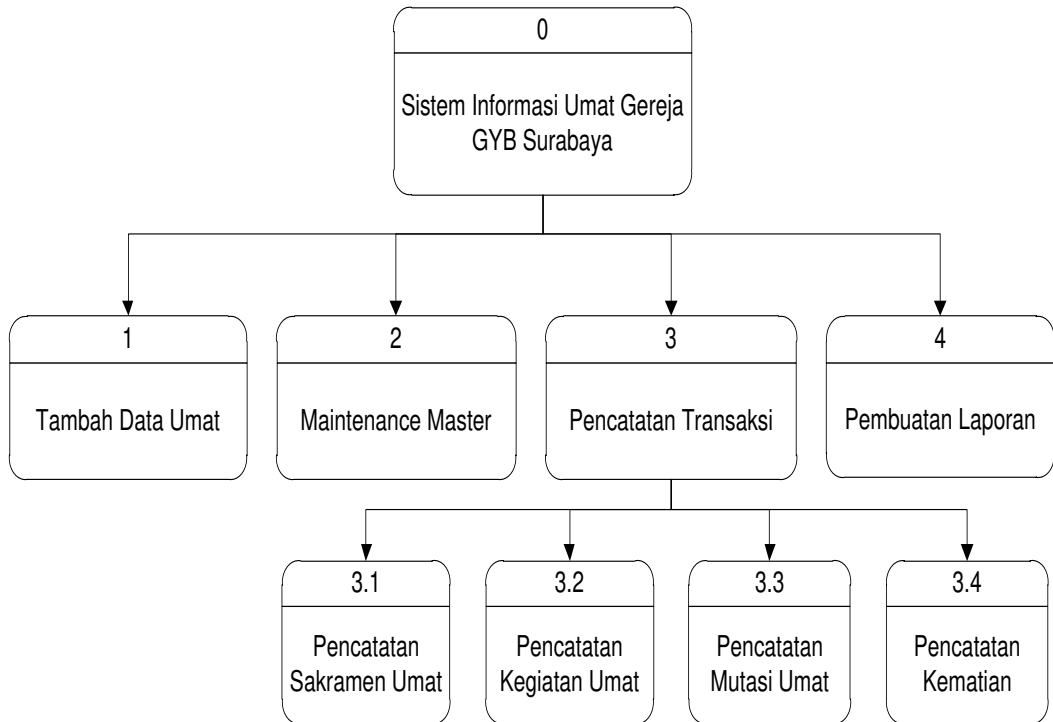 0
Sistem Informasi Umat Gereja
GYB Surabaya
1
Tambah Data Umat
2
Maintenance Master
3
Pencatatan Transaksi
4
Pembuatan Laporan
3.1
Pencatatan
Sakramen Umat
3.2
Pencatatan
Kegiatan Umat
3.3
Pencatatan
Mutasi Umat
3.4
Pencatatan
Kematian